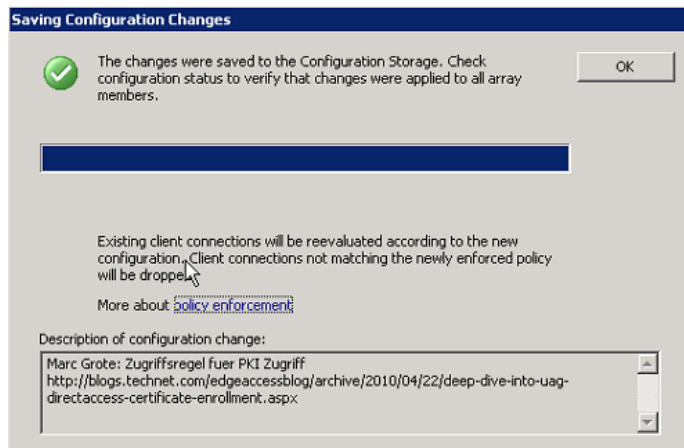 Saving Configuration Changes
The changes were saved to the Configuration Storage. Check
configuration status to verify that changes were applied to all array
members.
OK
Existing client connections will be reevaluated according to the new
configuration. Client connections not matching the newly enforced policy
will be dropped.
More about policy enforcement
Description of configuration change:
Marc Grote: Zugriffsregel fuer PKI Zugriff
http://blogs.technet.com/edgeaccessblog/archive/2010/04/22/deep-dive-into-uag-
directaccess-certificate-enrollment.aspx